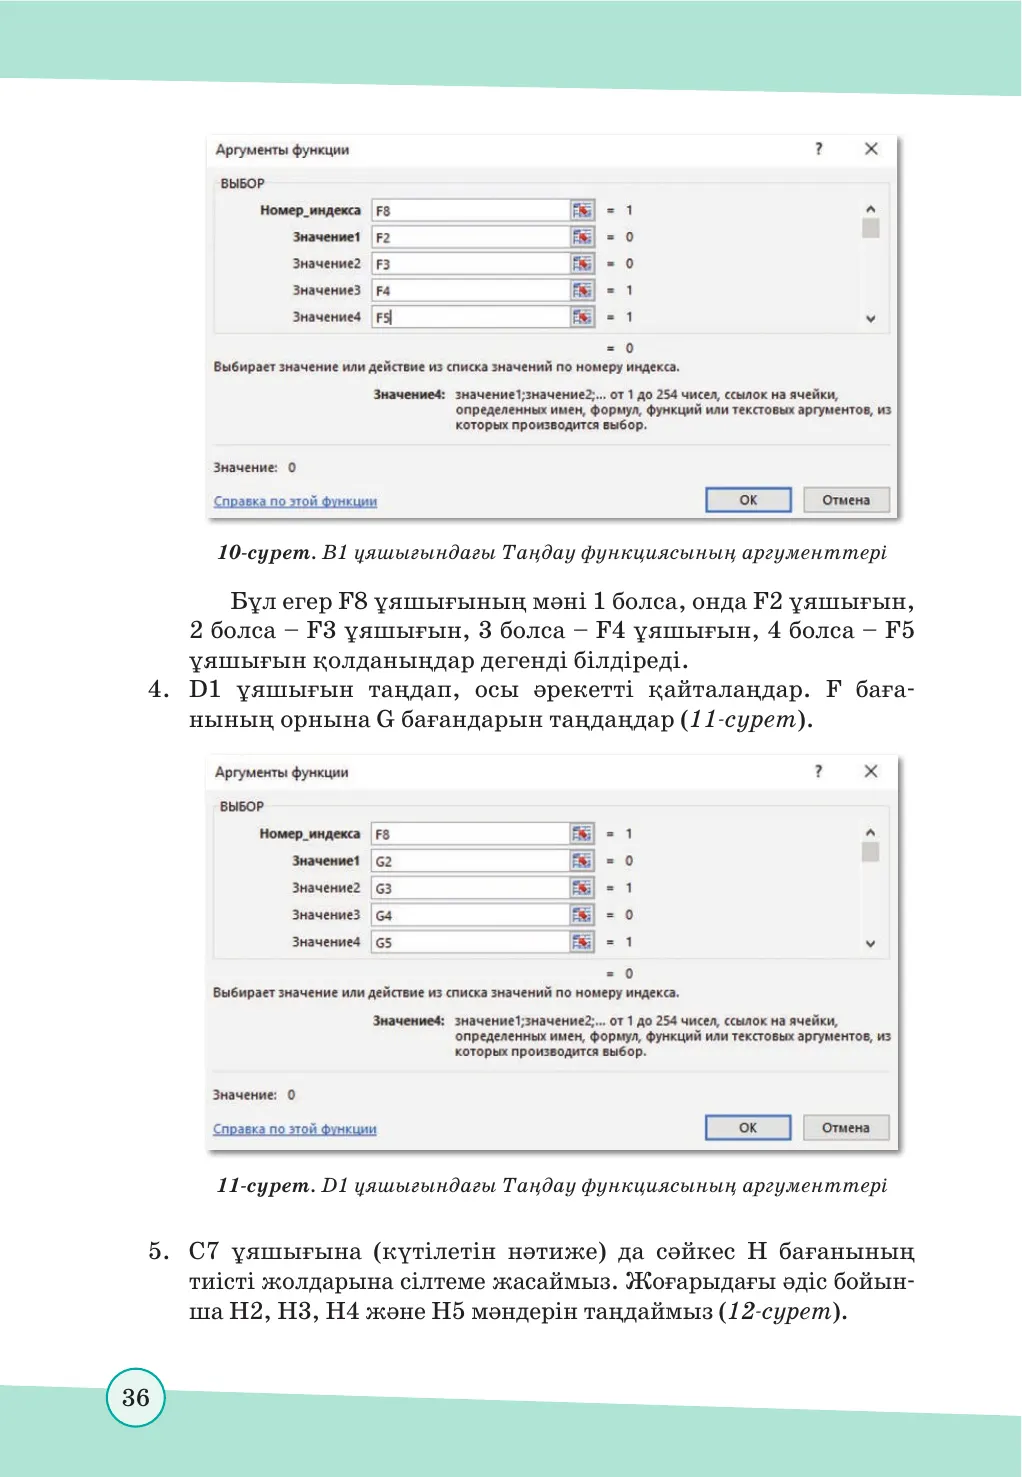 Аргументы функции ? ×
ВЫБОР
Номер_индекса F8 = 1
Значение1 F2 = 0
Значение2 F3 = 0
Значение3 F4 = 1
Значение4 F5 = 1
= 0
Выбирает значение или действие из списка значений по номеру индекса.
Значение4: значение1;значение2;... от 1 до 254 чисел, ссылок на ячейки,
определенных имен, формул, функций или текстовых аргументов, из
которых производится выбор.
Значение: 0
Справка по этой функции ОК Отмена
10-сурет. B1 ұяшығындағы Таңдау функциясының аргументтері
Бұл егер F8 ұяшығының мәні 1 болса, онда F2 ұяшығын,
2 болса – F3 ұяшығын, 3 болса – F4 ұяшығын, 4 болса – F5
ұяшығын қолданыңдар дегенді білдіреді.
4. D1 ұяшығын таңдап, осы әрекетті қайталаңдар. F баға-
нының орнына G бағандарын таңдаңдар (11-сурет).
Аргументы функции ? ×
ВЫБОР
Номер_индекса F8 = 1
Значение1 G2 = 0
Значение2 G3 = 1
Значение3 G4 = 0
Значение4 G5 = 1
= 0
Выбирает значение или действие из списка значений по номеру индекса.
Значение4: значение1;значение2;... от 1 до 254 чисел, ссылок на ячейки,
определенных имен, формул, функций или текстовых аргументов, из
которых производится выбор.
Значение: 0
Справка по этой функции ОК Отмена
11-сурет. D1 ұяшығындағы Таңдау функциясының аргументтері
5. C7 ұяшығына (күтілетін нәтиже) да сәйкес H бағанының
тиісті жолдарына сілтеме жасаймыз. Жоғарыдағы әдіс бойын-
ша H2, H3, H4 және H5 мәндерін таңдаймыз (12-сурет).
36